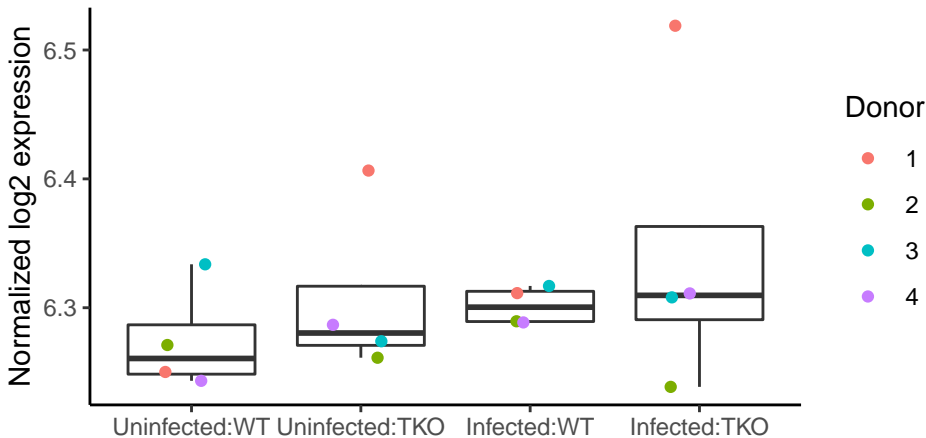 Normalized log2 expression
6.5
6.4
6.3
Uninfected:WT Uninfected:TKO Infected:WT Infected:TKO
Donor
1
2
3
4